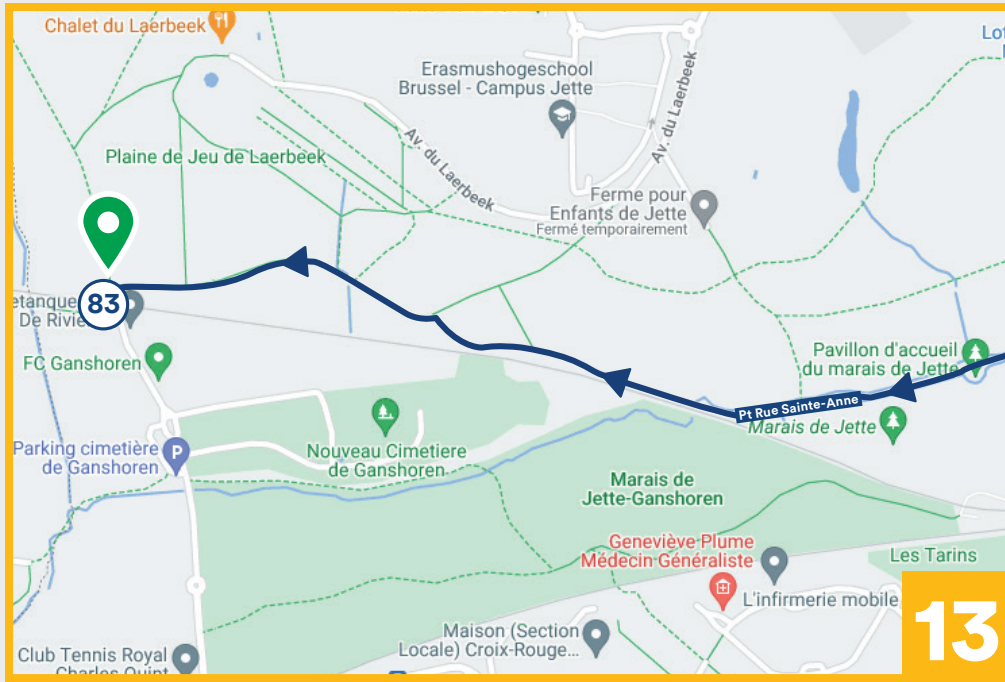 Chalet du Laerbeek
Erasmushogeschool
Brussel - Campus Jette
Av. du Laerbeek
Av. du Laerbeek
Plaine de Jeu de Laerbeek
Ferme pour
Enfants de Jette
Fermé temporairement
83
De
FC Ganshoren
Pavillon d'accueil
du marais de Jette
Pt Rue Sainte-Anne
Marais de Jette
Parking cimetière
de Ganshoren
P
Nouveau Cimetiere
de Ganshoren
Marais de
Jette-Ganshoren
Geneviève Plume
Médecin Généraliste
Les Tarins
L'infirmerie mobile
Maison (Section
Locale) Croix-Rouge...
Club Tennis Royal
Charles Quint
13